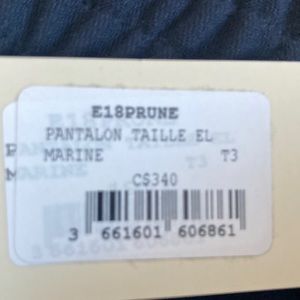 E18PRUNE
PANTALON TAILLE EL
MARINE T3
C$340
3 661601 606861